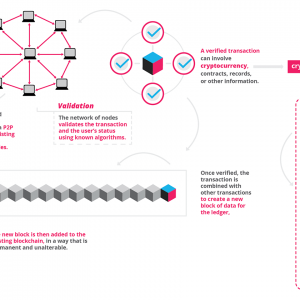 A verified transaction
can involve
cryptocurrency,
contracts, records,
or other information.
P2P
es.
Validation
The network of nodes
validates the transaction
and the user's status
using known algorithms.
Once verified, the
transaction is
combined with
other transactions
to create a new
block of data for
the ledger,
new block is then added to the
sting blockchain, in a way that is
manent and unalterable.